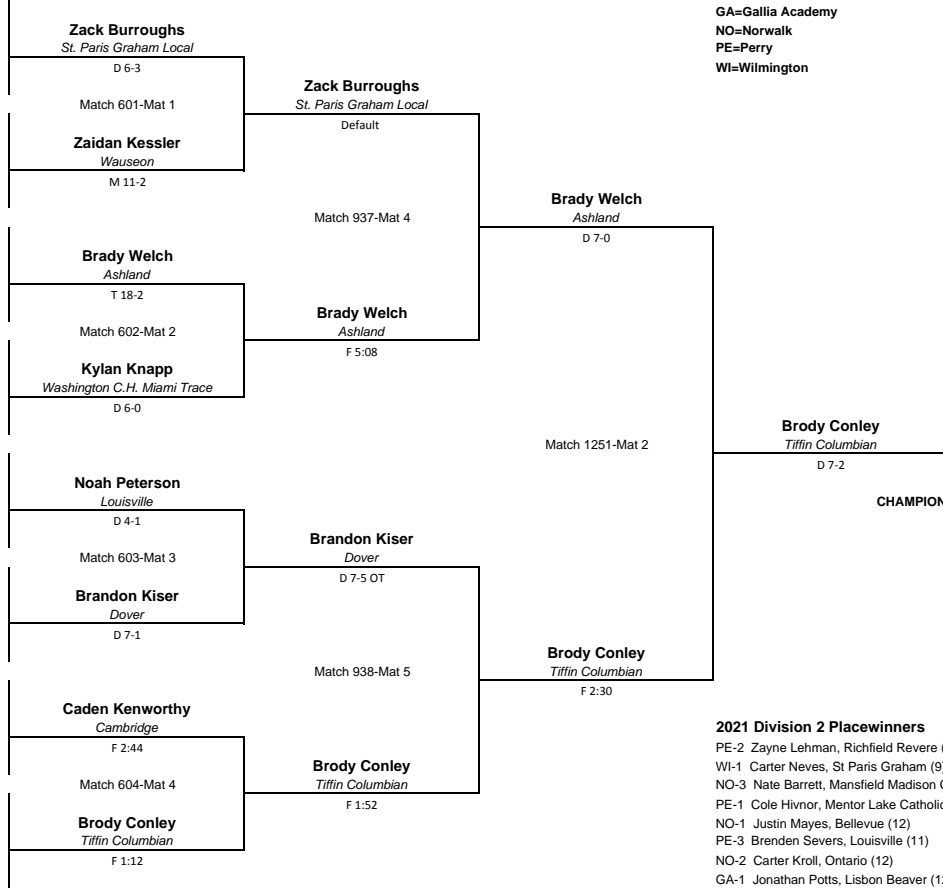 GA=Gallia Academy
NO=Norwalk
PE=Perry
WI=Wilmington
Zack Burroughs
St. Paris Graham Local
D 6-3
Match 601-Mat 1
Zaidan Kessler
Wauseon
M 11-2
Brady Welch
Ashland
T 18-2
Match 602-Mat 2
Kylan Knapp
Washington C.H. Miami Trace
D 6-0
Noah Peterson
Louisville
D 4-1
Match 603-Mat 3
Brandon Kiser
Dover
D 7-1
Caden Kenworthy
Cambridge
F 2:44
Match 604-Mat 4
Brody Conley
Tiffin Columbian
F 1:12
Zack Burroughs
St. Paris Graham Local
Default
Match 937-Mat 4
Brady Welch
Ashland
F 5:08
Brandon Kiser
Dover
D 7-5 OT
Match 938-Mat 5
Brody Conley
Tiffin Columbian
F 1:52
Brady Welch
Ashland
D 7-0
Match 1251-Mat 2
Brody Conley
Tiffin Columbian
F 2:30
Brody Conley
Tiffin Columbian
D 7-2
CHAMPION
2021 Division 2 Placewinners
PE-2 Zayne Lehman, Richfield Revere (
WI-1 Carter Neves, St Paris Graham (9)
NO-3 Nate Barrett, Mansfield Madison
PE-1 Cole Hivnor, Mentor Lake Catholic
NO-1 Justin Mayes, Bellevue (12)
PE-3 Brenden Severs, Louisville (11)
NO-2 Carter Kroll, Ontario (12)
GA-1 Jonathan Potts, Lisbon Beaver